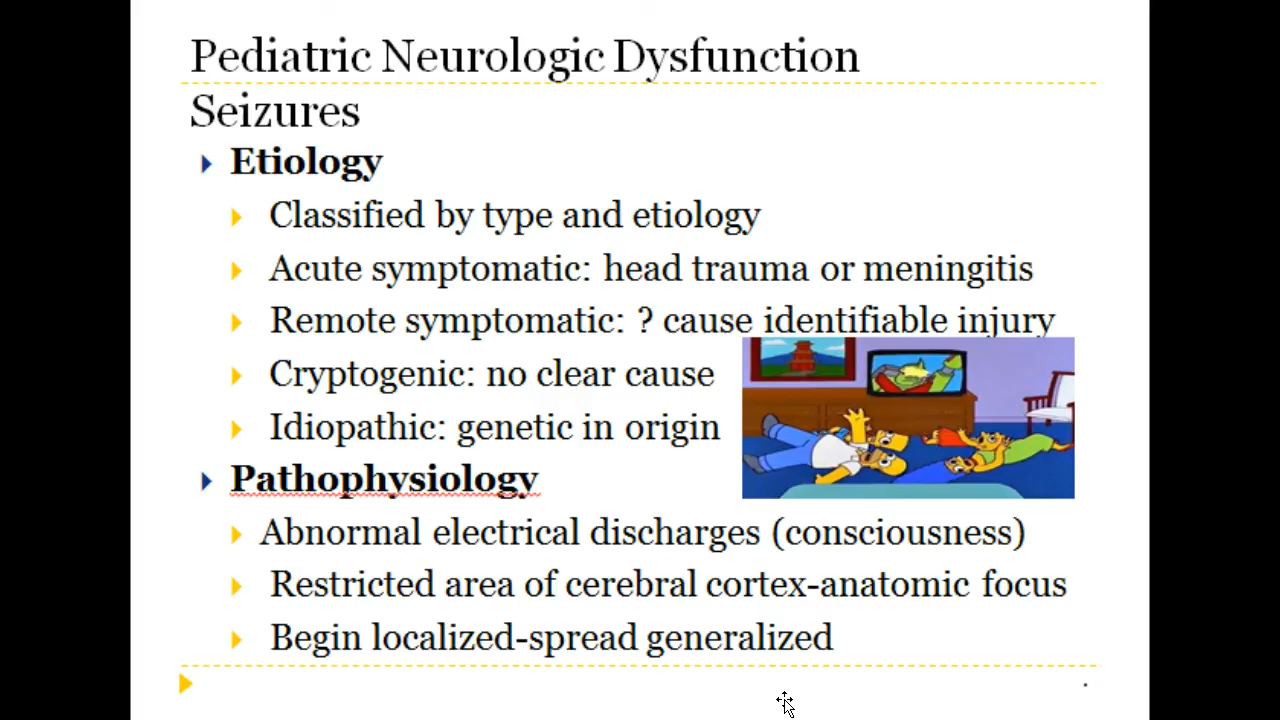 Pediatric Neurologic Dysfunction
Seizures
Etiology
Classified by type and etiology
Acute symptomatic: head trauma or meningitis
Remote symptomatic: ? cause identifiable injury
Cryptogenic: no clear cause
Idiopathic: genetic in origin
Pathophysiology
Abnormal electrical discharges (consciousness)
Restricted area of cerebral cortex-anatomic focus
Begin localized-spread generalized